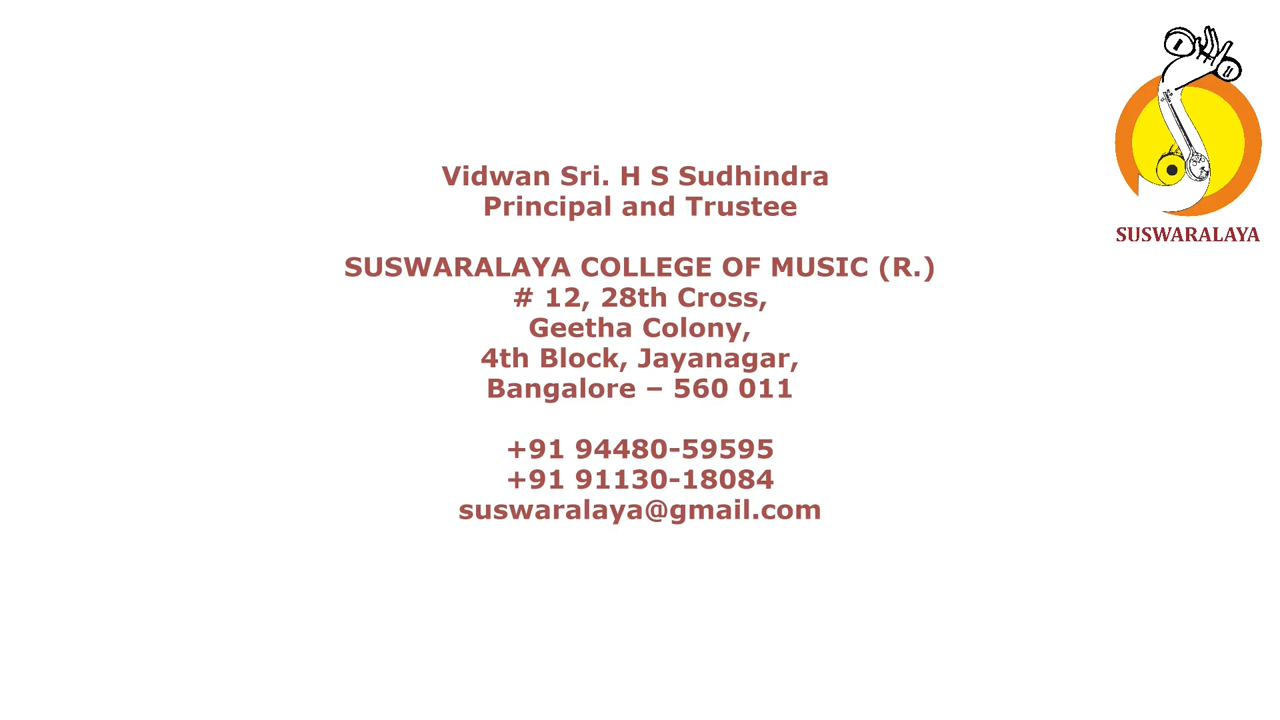 Vidwan Sri. H S Sudhindra
Principal and Trustee
SUSWARALAYA COLLEGE OF MUSIC (R.)
# 12, 28th Cross,
Geetha Colony,
4th Block, Jayanagar,
Bangalore – 560 011
+91 94480-59595
+91 91130-18084
suswaralaya@gmail.com
SUSWARALAYA